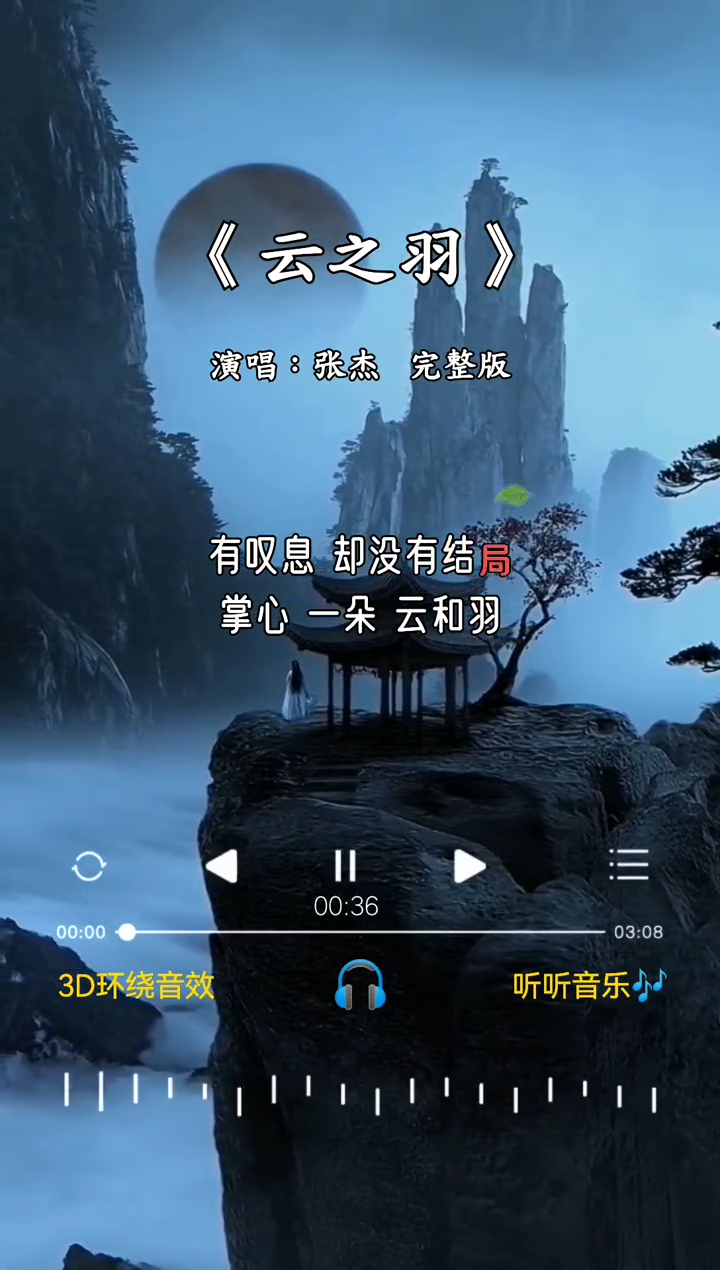 《云之羽》
演唱：张杰 完整版
有叹息 却没有结局
掌心 一朵 云和羽
00:36
00:00 03:08
3D环绕音效 听听音乐🎶